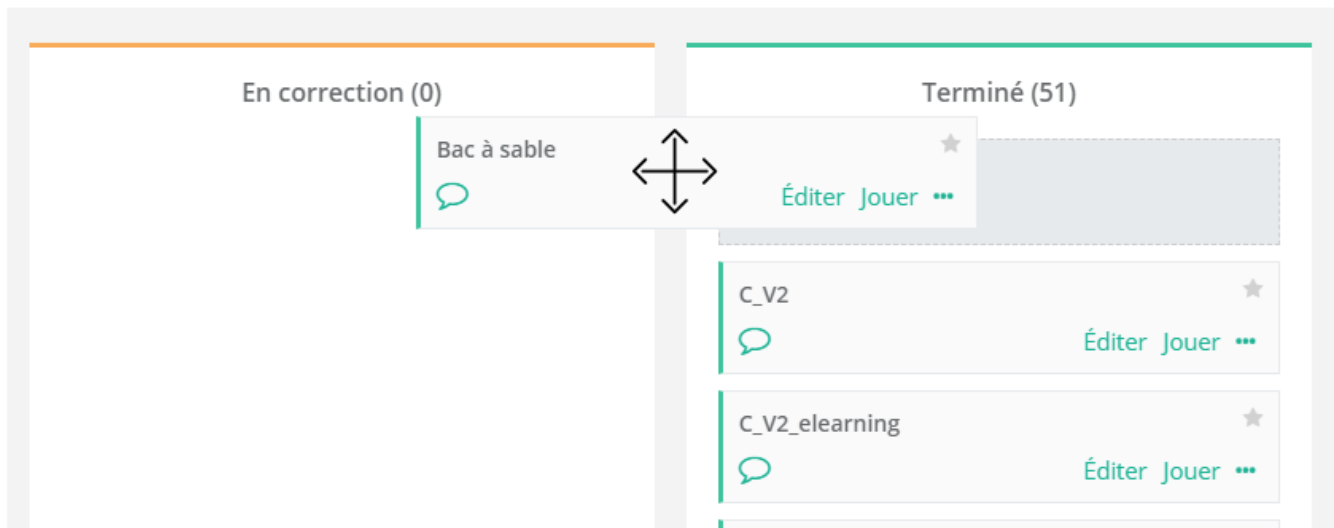 En correction (0)
Terminé (51)
Bac à sable
Éditer Jouer •••
C_V2
Éditer Jouer •••
C_V2_elearning
Éditer Jouer •••